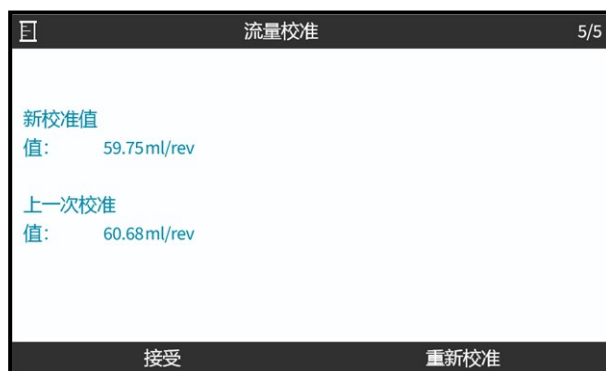 流量校准 5/5
新校准值
值: 59.75ml/rev
上一次校准
值: 60.68ml/rev
接受 重新校准